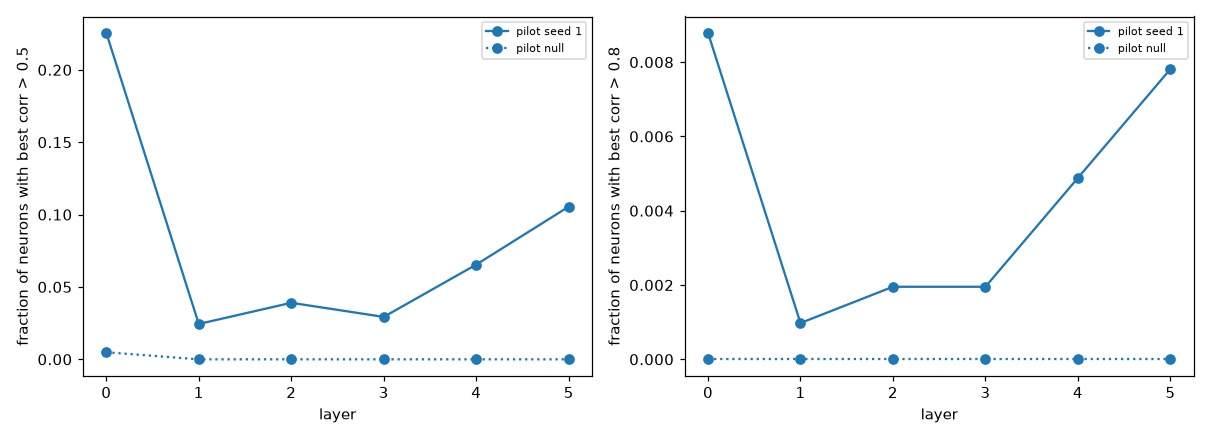 fraction of neurons with best corr > 0.5
0.20
0.15
0.10
0.05
0.00
0 1 2 3 4 5
layer
pilot seed 1
pilot null
fraction of neurons with best corr > 0.8
0.008
0.006
0.004
0.002
0.000
0 1 2 3 4 5
layer
pilot seed 1
pilot null